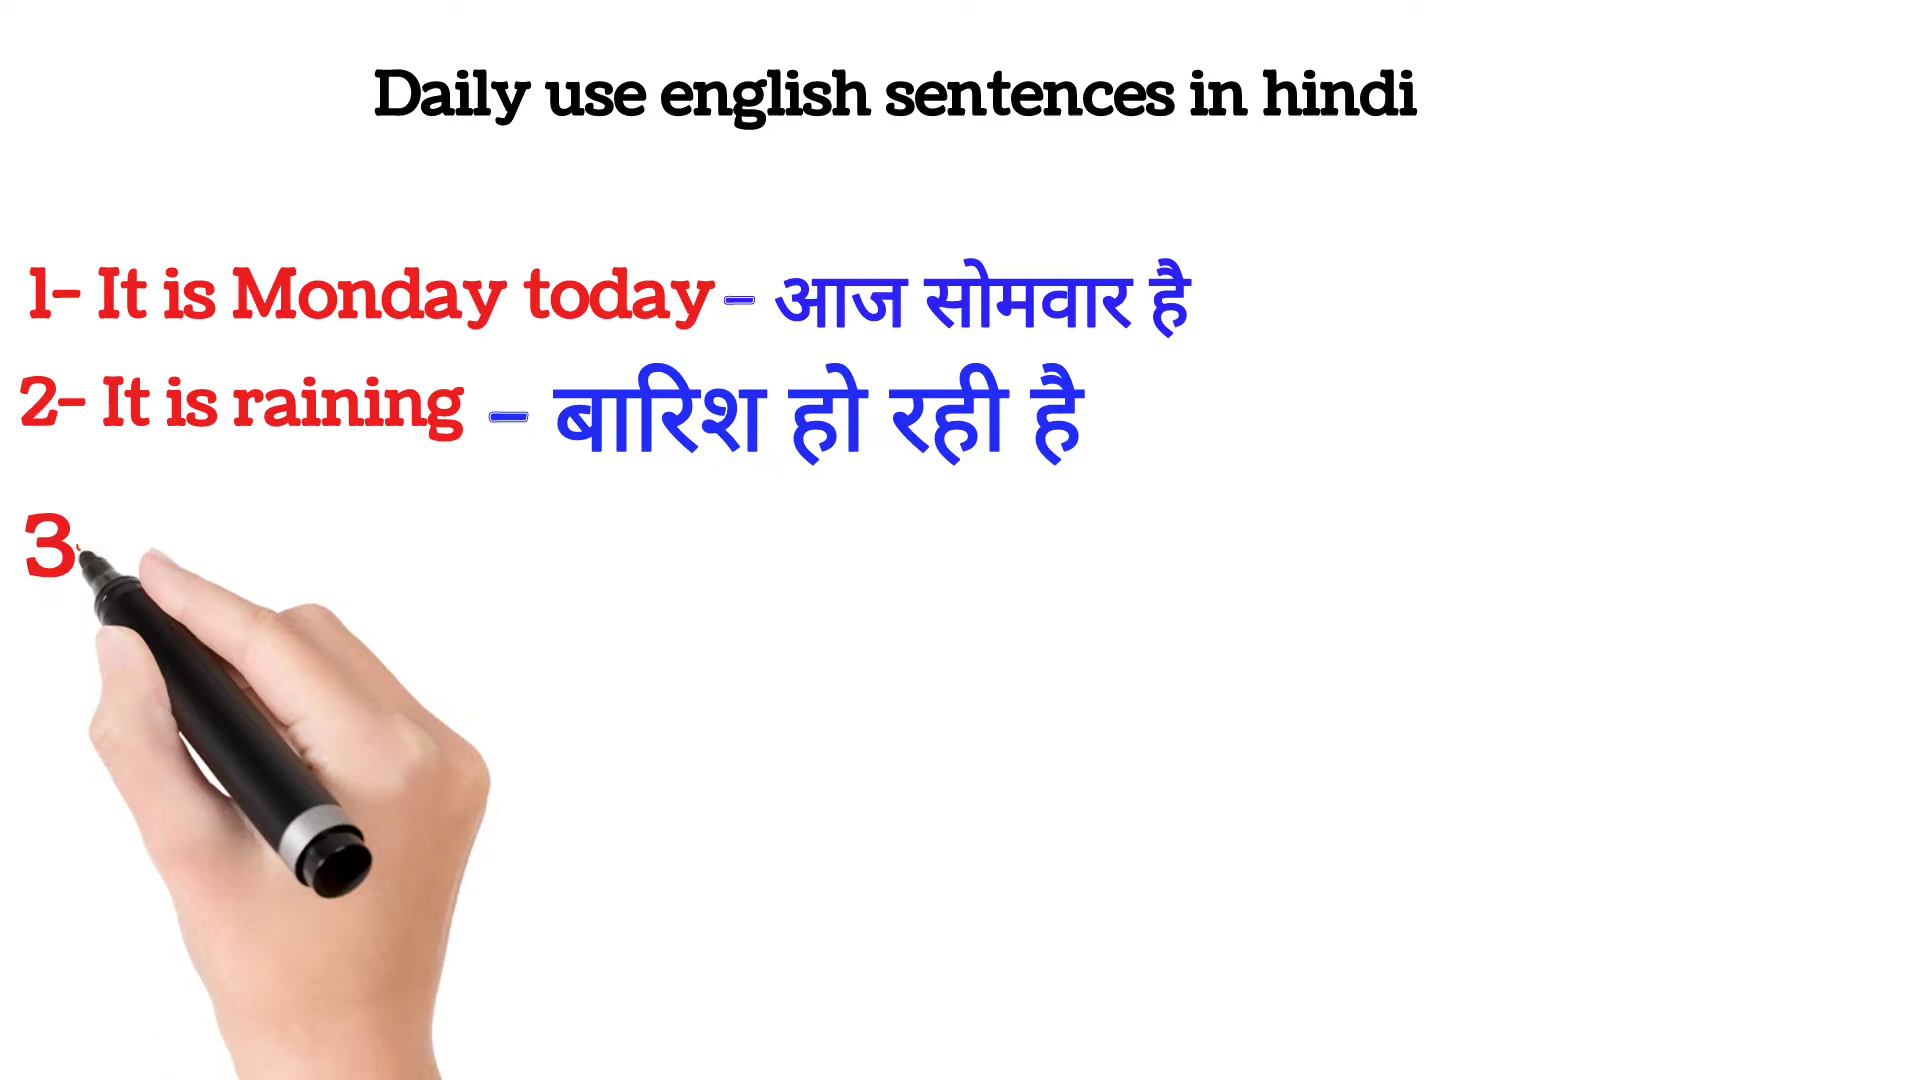 Daily use english sentences in hindi
1- It is Monday today - आज सोमवार है
2- It is raining - बारिश हो रही है
3